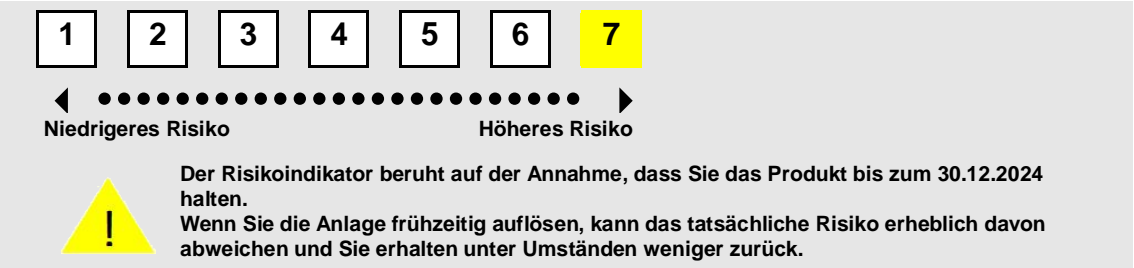 1 2 3 4 5 6 7
Niedrigeres Risiko Höheres Risiko
Der Risikoindikator beruht auf der Annahme, dass Sie das Produkt bis zum 30.12.2024
halten.
Wenn Sie die Anlage frühzeitig auflösen, kann das tatsächliche Risiko erheblich davon
abweichen und Sie erhalten unter Umständen weniger zurück.
!